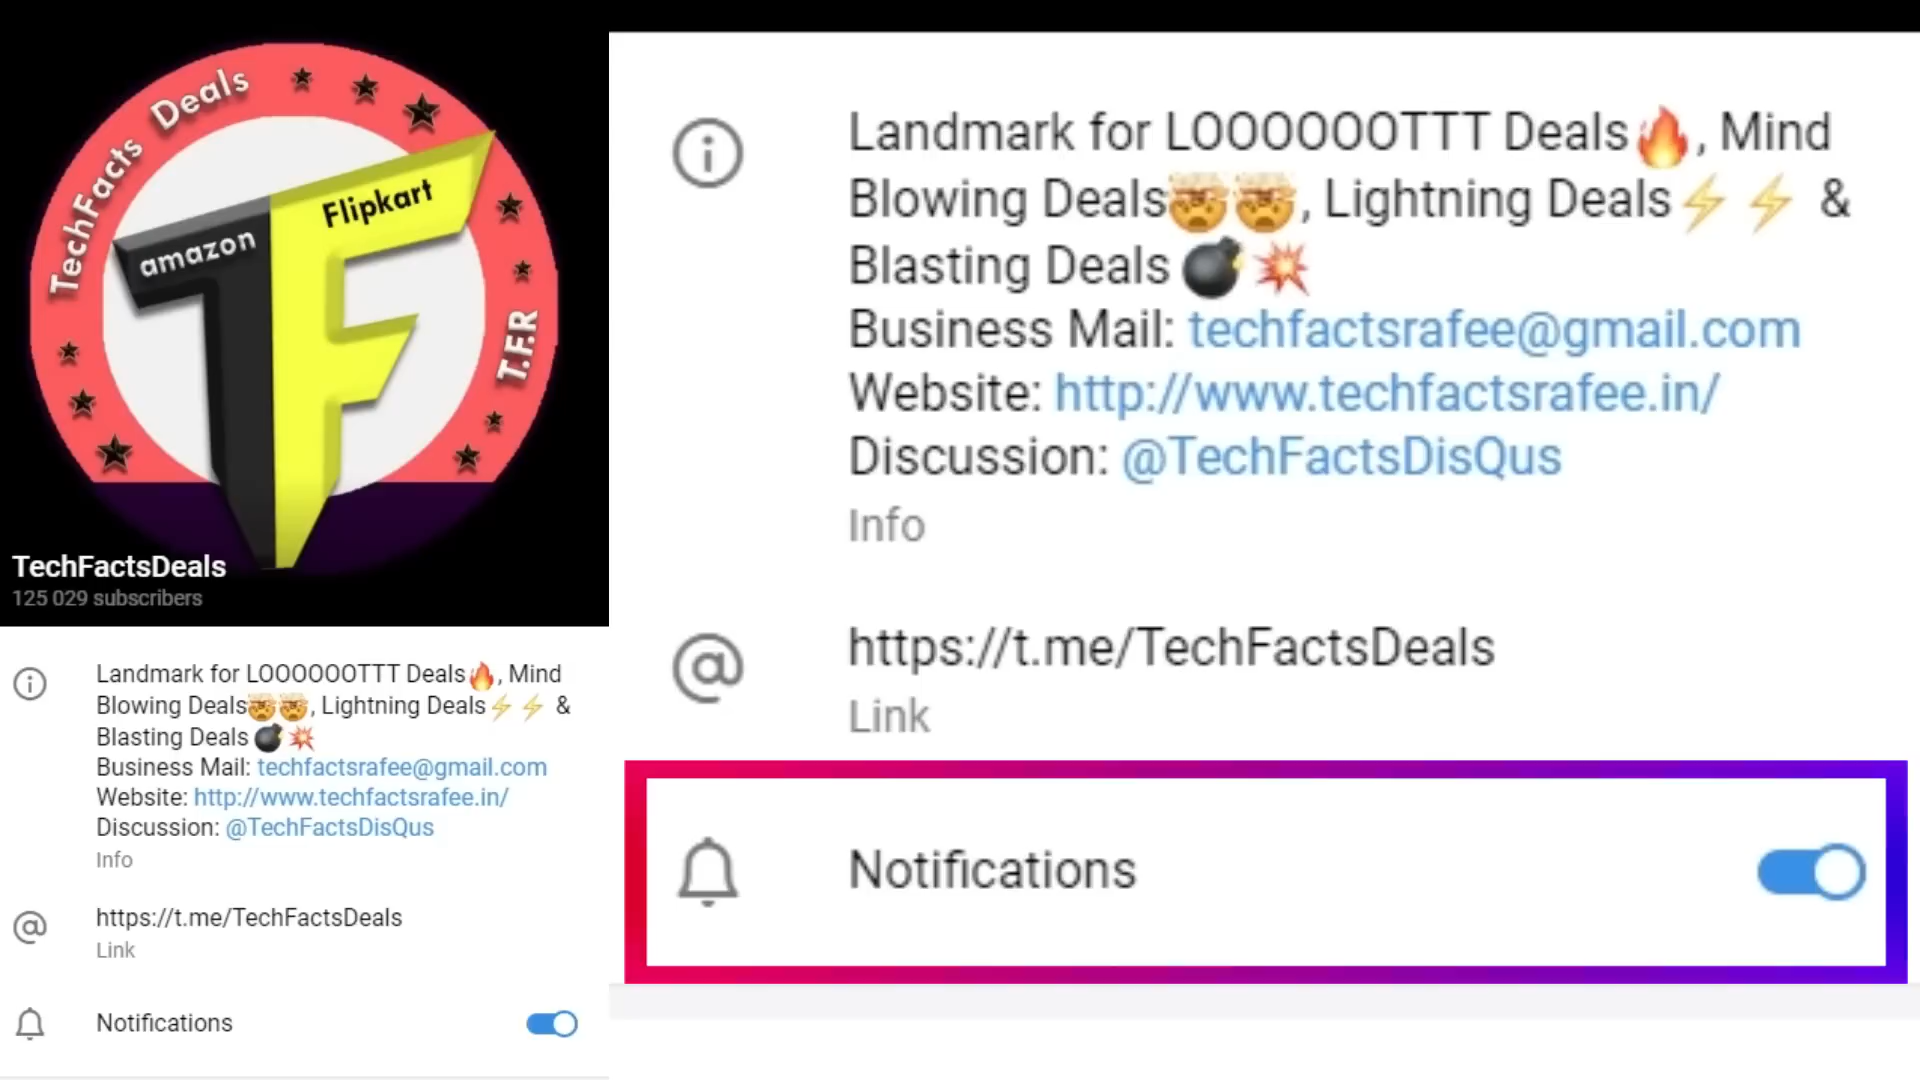 TechFacts Deals
T.F.R
amazon
Flipkart
TechFactsDeals
125 029 subscribers
Landmark for LOOOOOOTTT Deals🔥, Mind
Blowing Deals🤯🤯, Lightning Deals⚡⚡ &
Blasting Deals 💣💥
Business Mail: techfactsrafee@gmail.com
Website: http://www.techfactsrafee.in/
Discussion: @TechFactsDisQus
Info
https://t.me/TechFactsDeals
Link
Notifications
Landmark for LOOOOOOTTT Deals🔥, Mind
Blowing Deals🤯🤯, Lightning Deals⚡⚡ &
Blasting Deals 💣💥
Business Mail: techfactsrafee@gmail.com
Website: http://www.techfactsrafee.in/
Discussion: @TechFactsDisQus
Info
https://t.me/TechFactsDeals
Link
Notifications